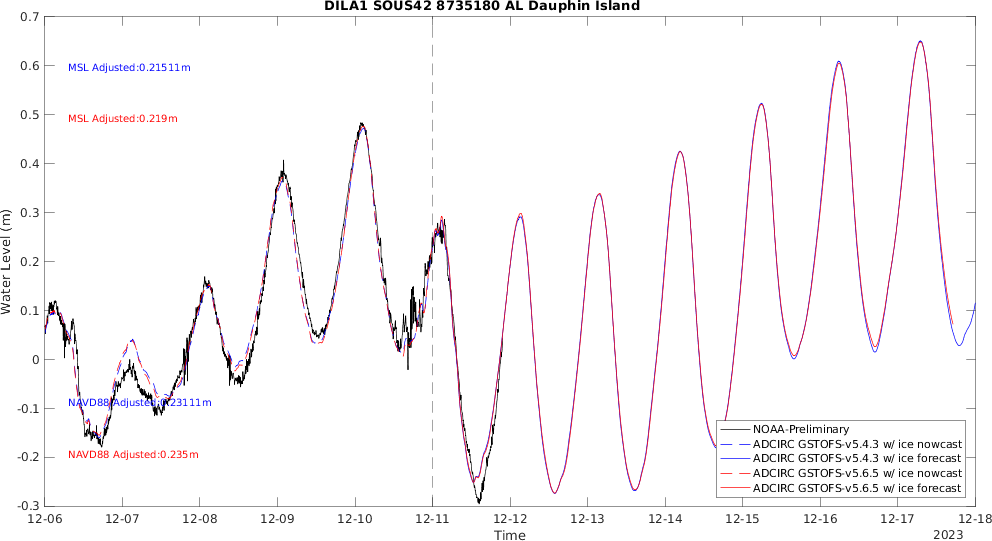 DILA1 SOUS42 8735180 AL Dauphin Island
0.7
0.6
0.5
0.4
0.3
0.2
0.1
0
-0.1
-0.2
-0.3
Water Level (m)
MSL Adjusted:0.21511m
MSL Adjusted:0.219m
NAVD88 Adjusted:0.23111m
NAVD88 Adjusted:0.235m
NOAA-Preliminary
ADCIRC GSTOFS-v5.4.3 w/ ice nowcast
ADCIRC GSTOFS-v5.4.3 w/ ice forecast
ADCIRC GSTOFS-v5.6.5 w/ ice nowcast
ADCIRC GSTOFS-v5.6.5 w/ ice forecast
12-06 12-07 12-08 12-09 12-10 12-11 12-12 12-13 12-14 12-15 12-16 12-17 12-18
Time
2023